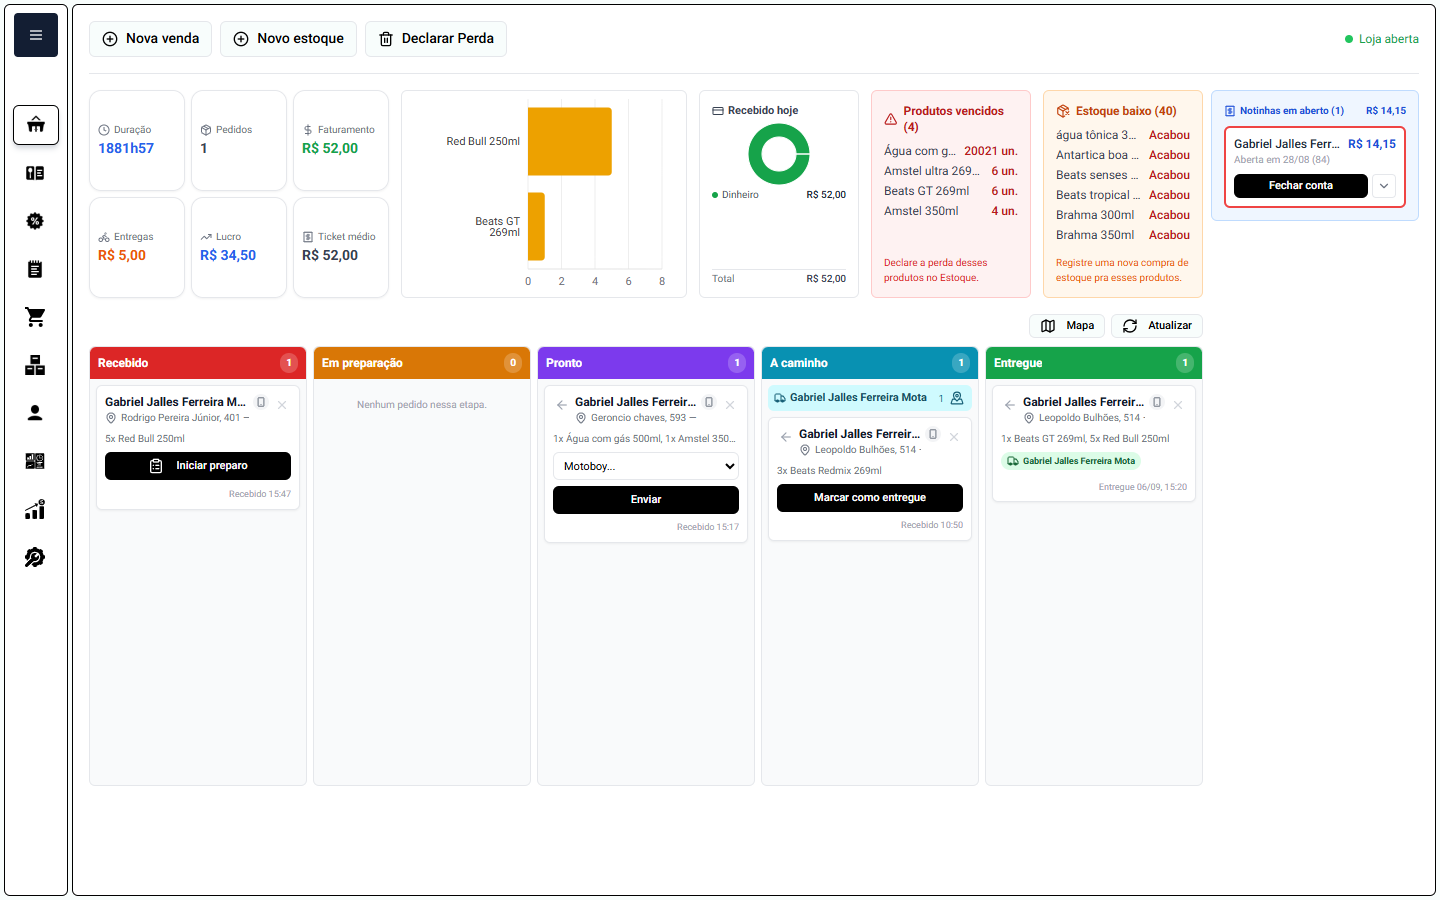 Nova venda
Novo estoque
Declarar Perda
Loja aberta
Duração
1881h57
Pedidos
1
Faturamento
R$ 52,00
Entregas
R$ 5,00
Lucro
R$ 34,50
Ticket médio
R$ 52,00
Red Bull 250ml
Beats GT
269ml
0 2 4 6 8
Recebido hoje
Dinheiro R$ 52,00
Total R$ 52,00
Produtos vencidos
(4)
Água com g... 20021 un.
Amstel ultra 269... 6 un.
Beats GT 269ml 6 un.
Amstel 350ml 4 un.
Declare a perda desses
produtos no Estoque.
Estoque baixo (40)
água tônica 3... Acabou
Antartica boa ... Acabou
Beats senses ... Acabou
Beats tropical ... Acabou
Brahma 300ml Acabou
Brahma 350ml Acabou
Registre uma nova compra de
estoque pra esses produtos.
Notinhas em aberto (1) R$ 14,15
Gabriel Jalles Ferr... R$ 14,15
Aberta em 28/08 (84)
Fechar conta
Mapa
Atualizar
Recebido 1
Gabriel Jalles Ferreira M...
Rodrigo Pereira Júnior, 401 –
5x Red Bull 250ml
Iniciar preparo
Recebido 15:47
Em preparação 0
Nenhum pedido nessa etapa.
Pronto 1
Gabriel Jalles Ferreir...
Geroncio chaves, 593 —
1x Água com gás 500ml, 1x Amstel 350...
Motoboy...
Enviar
Recebido 15:17
A caminho 1
Gabriel Jalles Ferreira Mota 1
Gabriel Jalles Ferreir...
Leopoldo Bulhões, 514 ·
3x Beats Redmix 269ml
Marcar como entregue
Recebido 10:50
Entregue 1
Gabriel Jalles Ferreir...
Leopoldo Bulhões, 514 ·
1x Beats GT 269ml, 5x Red Bull 250ml
Gabriel Jalles Ferreira Mota
Entregue 06/09, 15:20